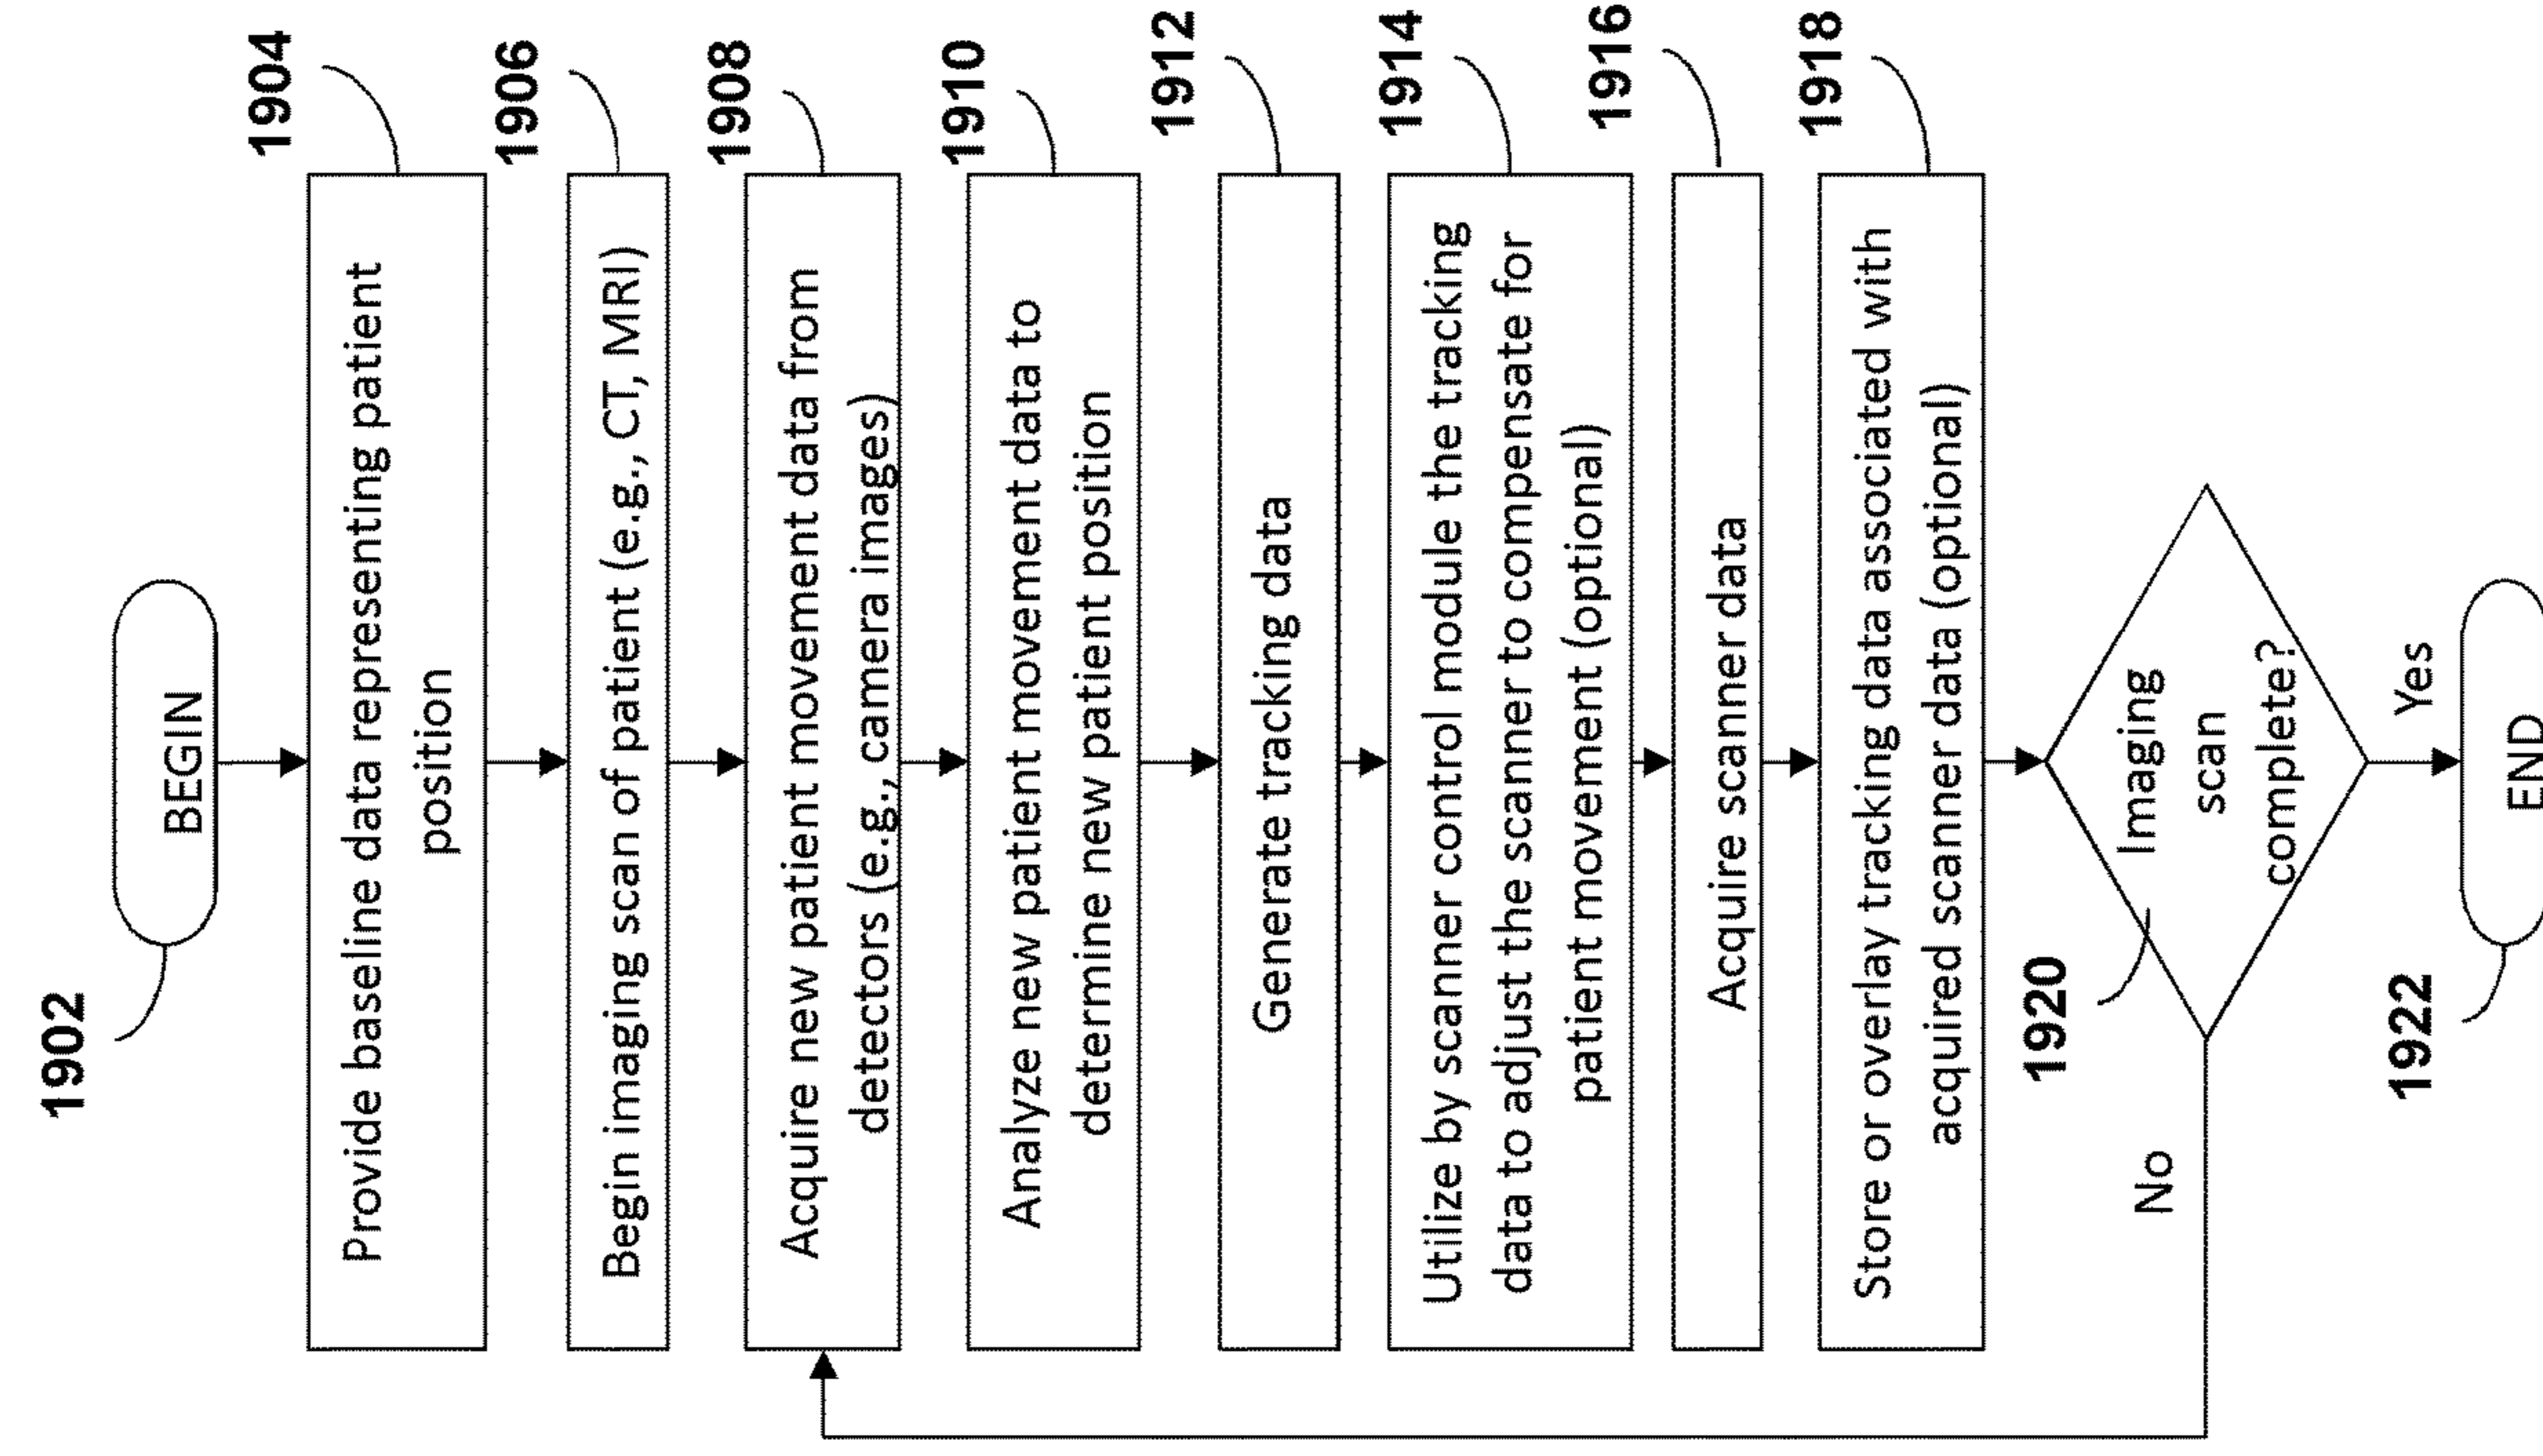 1902
BEGIN
1904
Provide baseline data representing patient
position
1906
Begin imaging scan of patient (e.g., CT, MRI)
1908
Acquire new patient movement data from
detectors (e.g., camera images)
1910
Analyze new patient movement data to
determine new patient position
1912
Generate tracking data
1914
Utilize by scanner control module the tracking
data to adjust the scanner to compensate for
patient movement (optional)
1916
Acquire scanner data
1918
Store or overlay tracking data associated with
acquired scanner data (optional)
1920
Imaging
scan
complete?
No
Yes
1922
END